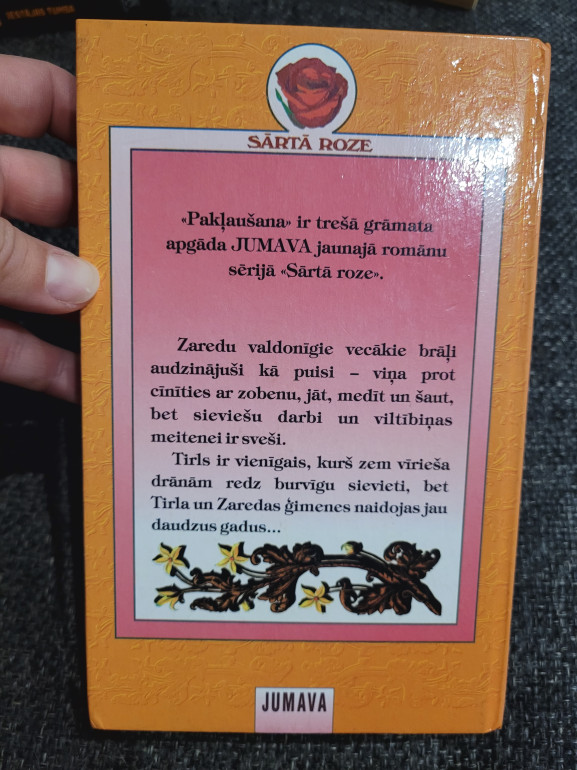 IESTĀJAS TUMSA
SĀRTĀ ROZE
«Pakļaušana» ir trešā grāmata
apgāda JUMAVA jaunajā romānu
sērijā «Sārtā roze».
Zaredu valdonīgie vecākie brāļi
audzinājuši kā puisi – viņa prot
cīnīties ar zobenu, jāt, medīt un šaut,
bet sieviešu darbi un viltībiņas
meitenei ir sveši.
Tirls ir vienīgais, kurš zem vīrieša
drānām redz burvīgu sievieti, bet
Tirla un Zaredas ģimenes naidojas jau
daudzus gadus...
JUMAVA